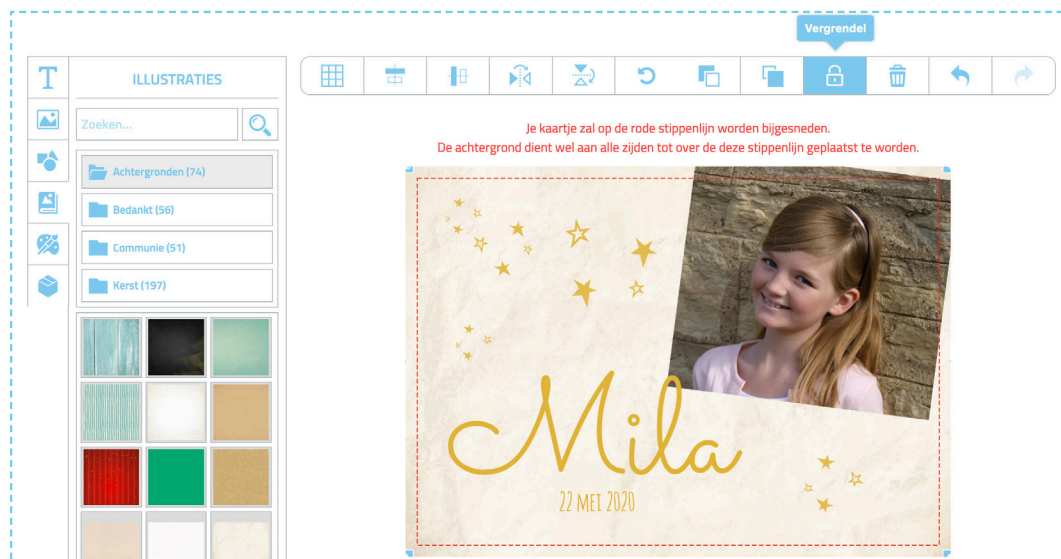 Vergrendel
T
ILLUSTRATIES
Zoeken...
Je kaartje zal op de rode stippenlijn worden bijgesneden.
De achtergrond dient wel aan alle zijden tot over de deze stippenlijn geplaatst te worden.
Achtergronden (74)
Bedankt (56)
Communie (51)
Kerst (197)
Mila
22 MEI 2020